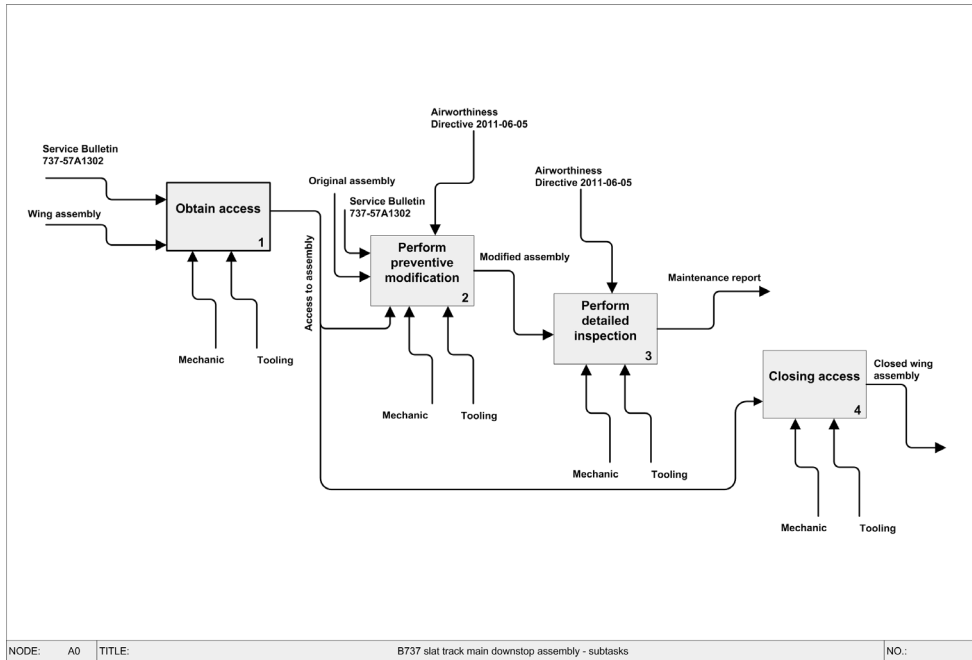 Airworthiness
Directive 2011-06-05
Service Bulletin
737-57A1302
Airworthiness
Directive 2011-06-05
Original assembly
Service Bulletin
737-57A1302
Wing assembly
Obtain access
1
Perform
preventive
modification
2
Modified assembly
Maintenance report
Access to assembly
Perform
detailed
inspection
3
Mechanic
Tooling
Closing access
4
Closed wing
assembly
Mechanic
Tooling
Mechanic
Tooling
Mechanic
Tooling
NODE: A0 TITLE: B737 slat track main downstop assembly - subtasks NO.: